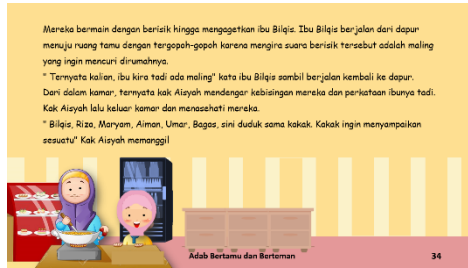 Mereka bermain dengan berisik hingga mengagetkan ibu Bilqis. Ibu Bilqis berjalan dari dapur
menuju ruang tamu dengan tergopoh-gopoh karena mengira suara berisik tersebut adalah maling
yang ingin mencuri dirumahnya.
" Ternyata kalian, ibu kira tadi ada maling" kata ibu Bilqis sambil berjalan kembali ke dapur.
Dari dalam kamar, ternyata kak Aisyah mendengar kebisingan mereka dan perkataan ibunya tadi.
Kak Aisyah lalu keluar kamar dan menasehati mereka.
" Bilqis, Riza, Maryam, Aiman, Umar, Bagas, sini duduk sama kakak. Kakak ingin menyampaikan
sesuatu" Kak Aisyah memanggil
Adab Bertamu dan Berteman 34